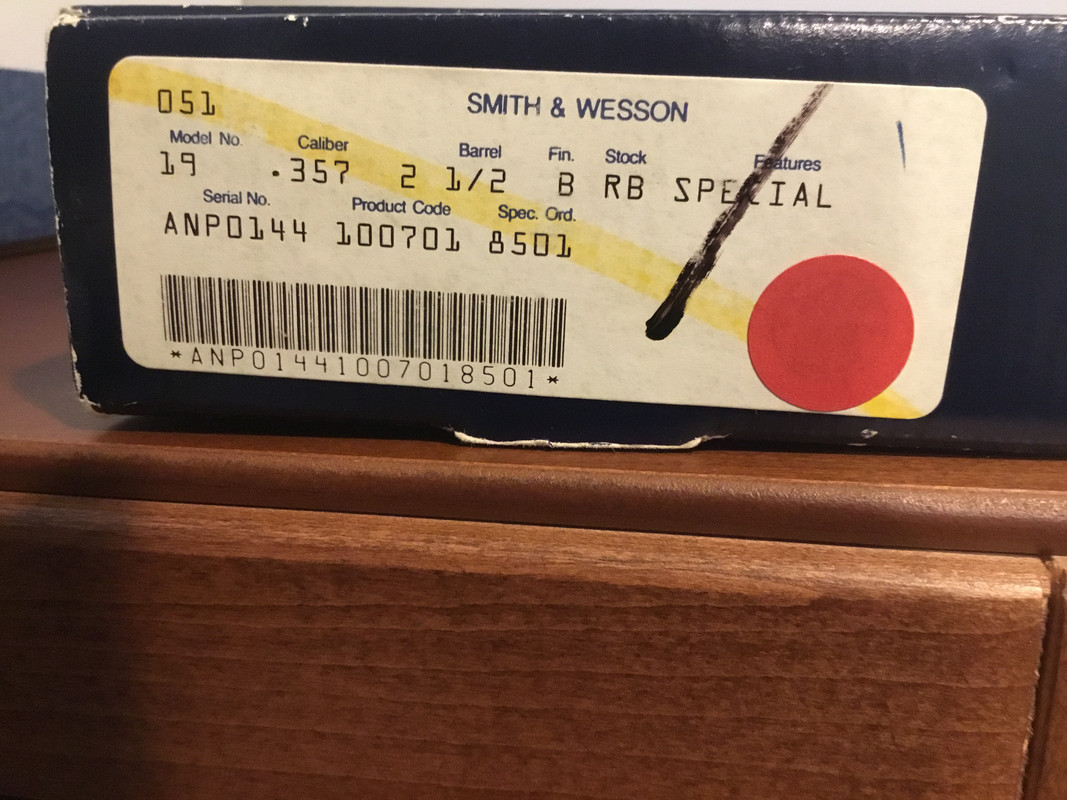 051 SMITH & WESSON
Model No. Caliber Barrel Fin. Stock Features
19 .357 2 1/2 B RB SPECIAL
Serial No. Product Code Spec. Ord.
ANP0144 100701 8501
*ANP01441007018501*